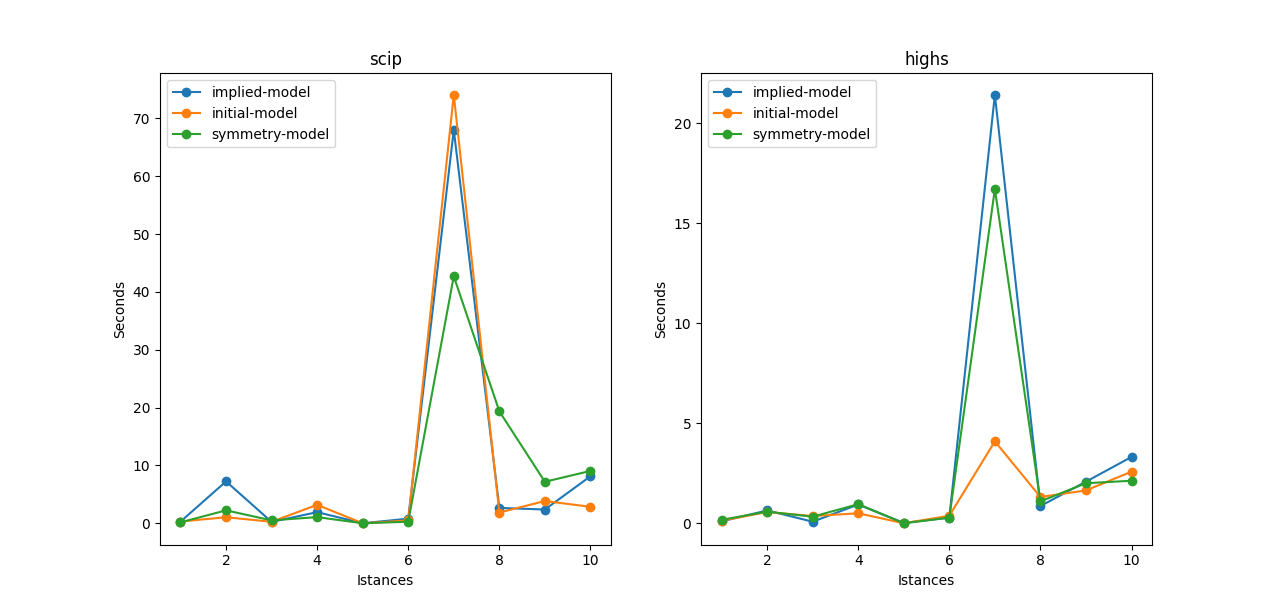 scip
implied-model
initial-model
symmetry-model
70
60
50
40
30
20
10
0
Seconds
2
4
6
8
10
Istances
highs
implied-model
initial-model
symmetry-model
20
15
10
5
0
Seconds
2
4
6
8
10
Istances